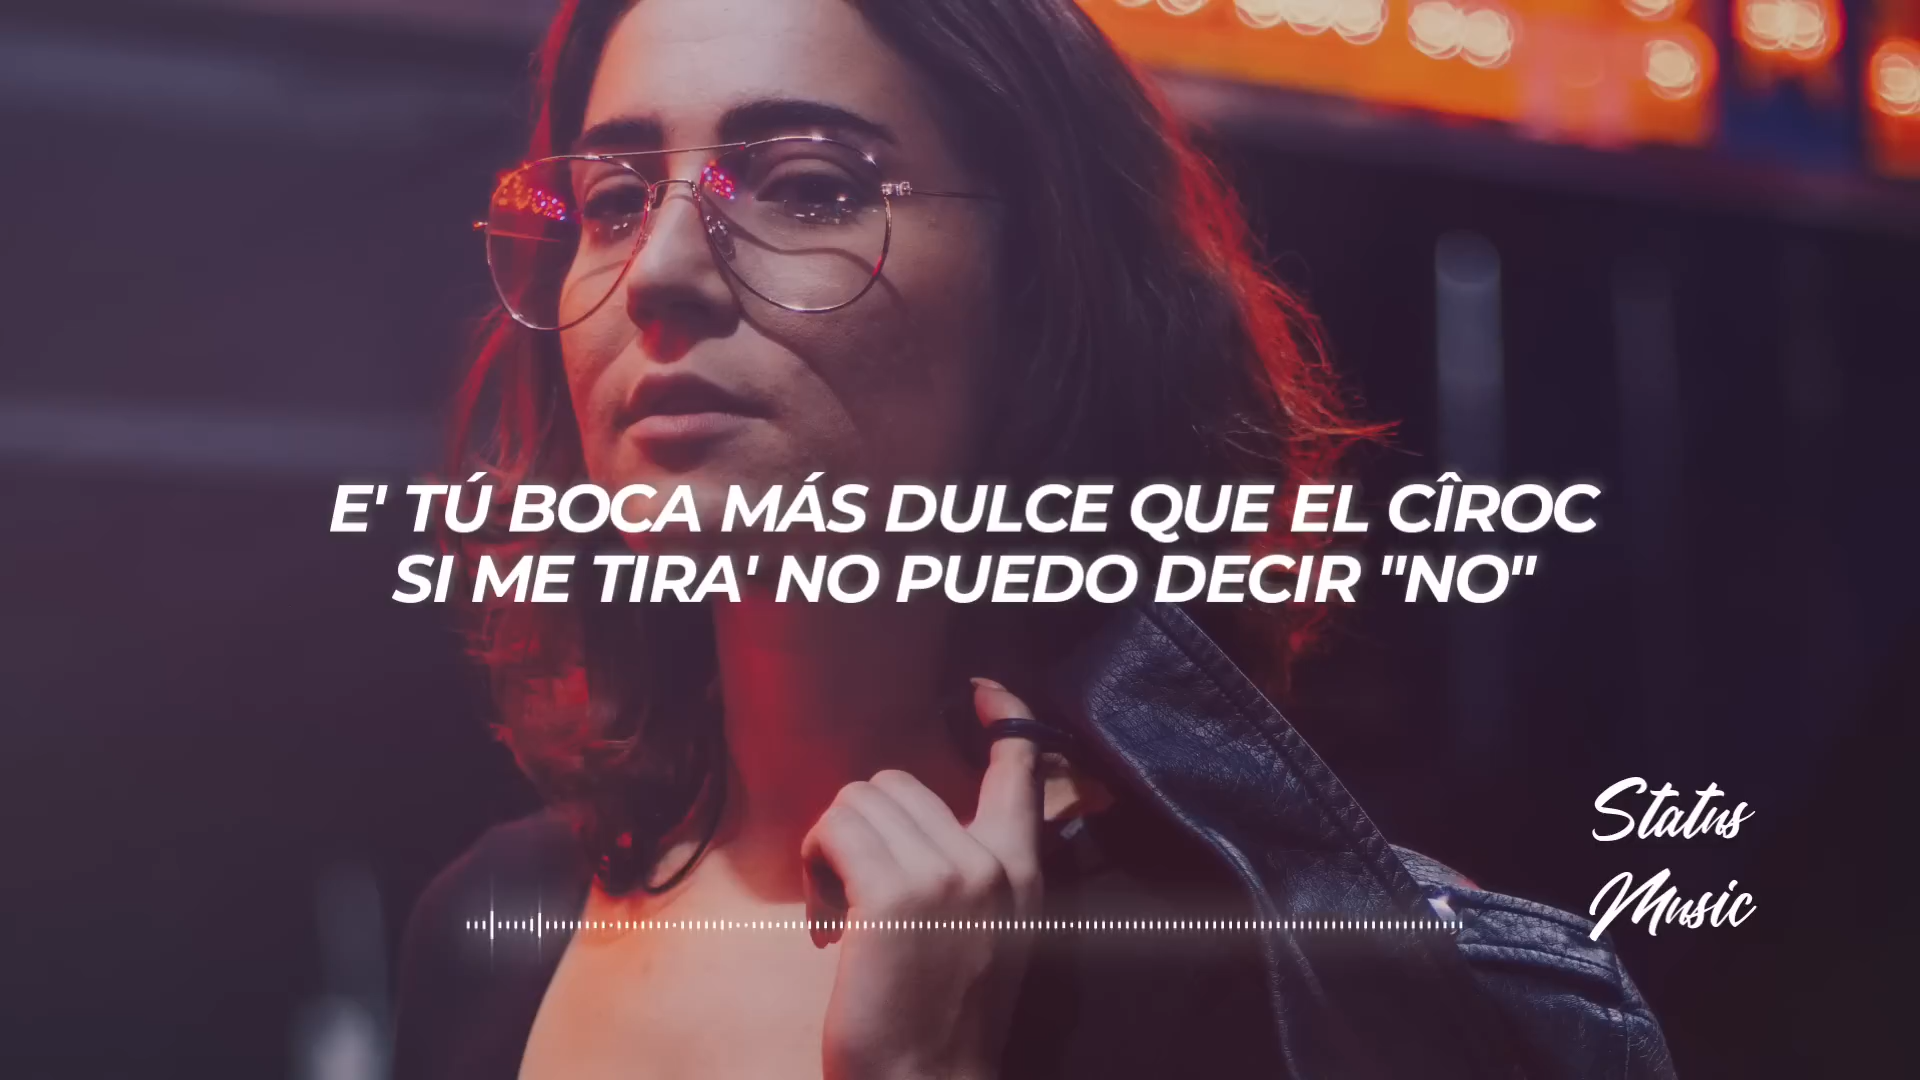 E' TÚ BOCA MÁS DULCE QUE EL CÎROC
SI ME TIRA' NO PUEDO DECIR "NO"
Status
Music